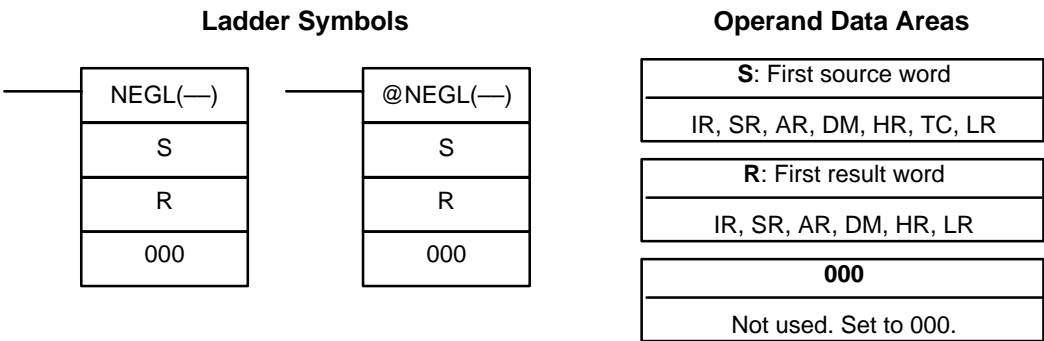 Ladder Symbols
NEGL(—)
S
R
000
@NEGL(—)
S
R
000
Operand Data Areas
S: First source word
IR, SR, AR, DM, HR, TC, LR
R: First result word
IR, SR, AR, DM, HR, LR
000
Not used. Set to 000.